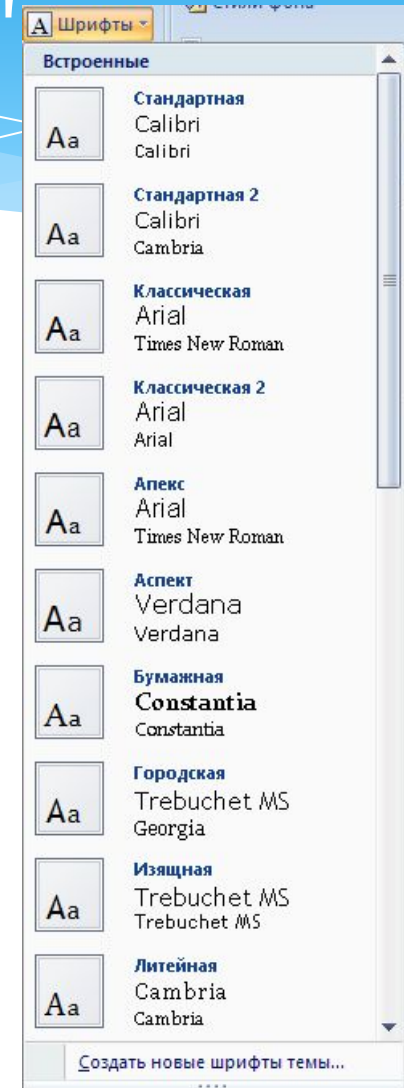 Шрифты
Встроенные
Стандартная
Calibri
Calibri
Aa
Стандартная 2
Calibri
Cambria
Aa
Классическая
Arial
Times New Roman
Aa
Классическая 2
Arial
Arial
Aa
Апекс
Arial
Times New Roman
Aa
Аспект
Verdana
Verdana
Aa
Бумажная
Constantia
Constantia
Aa
Городская
Trebuchet MS
Georgia
Aa
Изящная
Trebuchet MS
Trebuchet MS
Aa
Литейная
Cambria
Cambria
Aa
Создать новые шрифты темы...